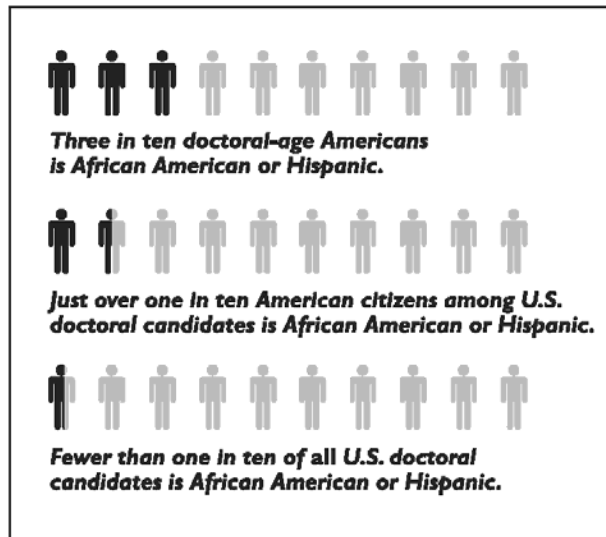 Three in ten doctoral-age Americans
is African American or Hispanic.
Just over one in ten American citizens among U.S.
doctoral candidates is African American or Hispanic.
Fewer than one in ten of all U.S. doctoral
candidates is African American or Hispanic.